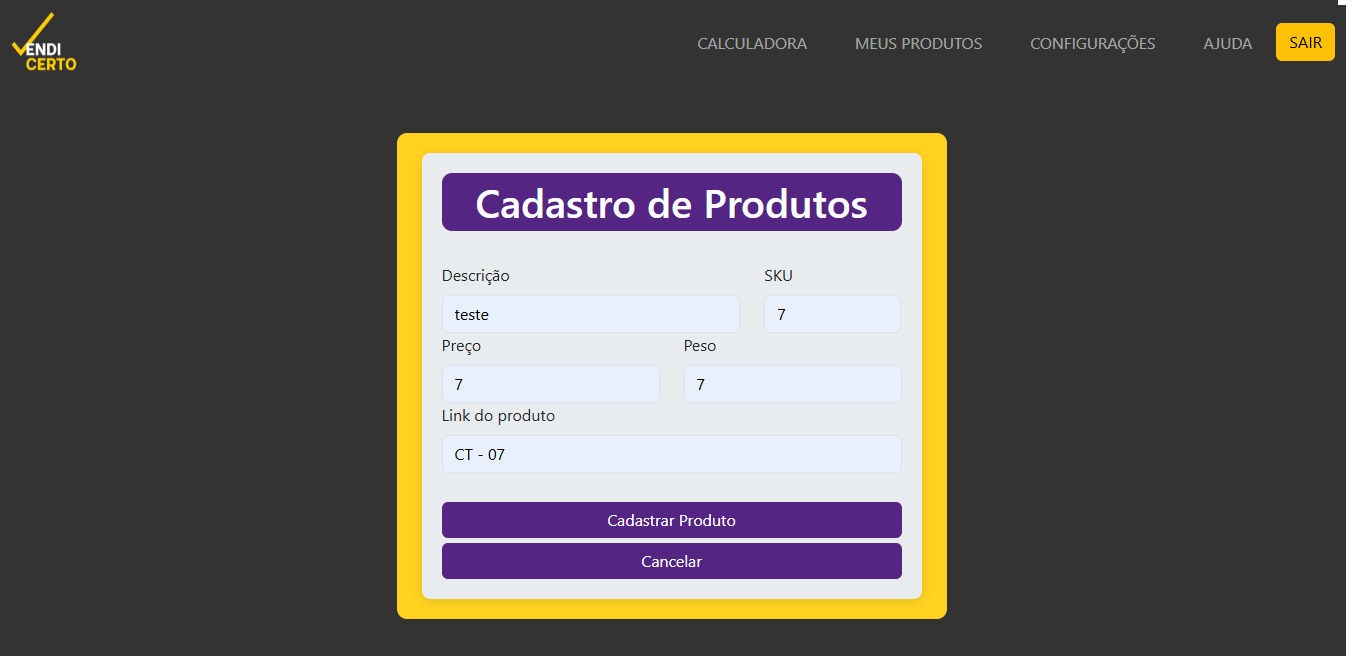 VENDI
CERTO
CALCULADORA MEUS PRODUTOS CONFIGURAÇÕES AJUDA SAIR
Cadastro de Produtos
Descrição SKU
teste 7
Preço Peso
7 7
Link do produto
CT - 07
Cadastrar Produto
Cancelar